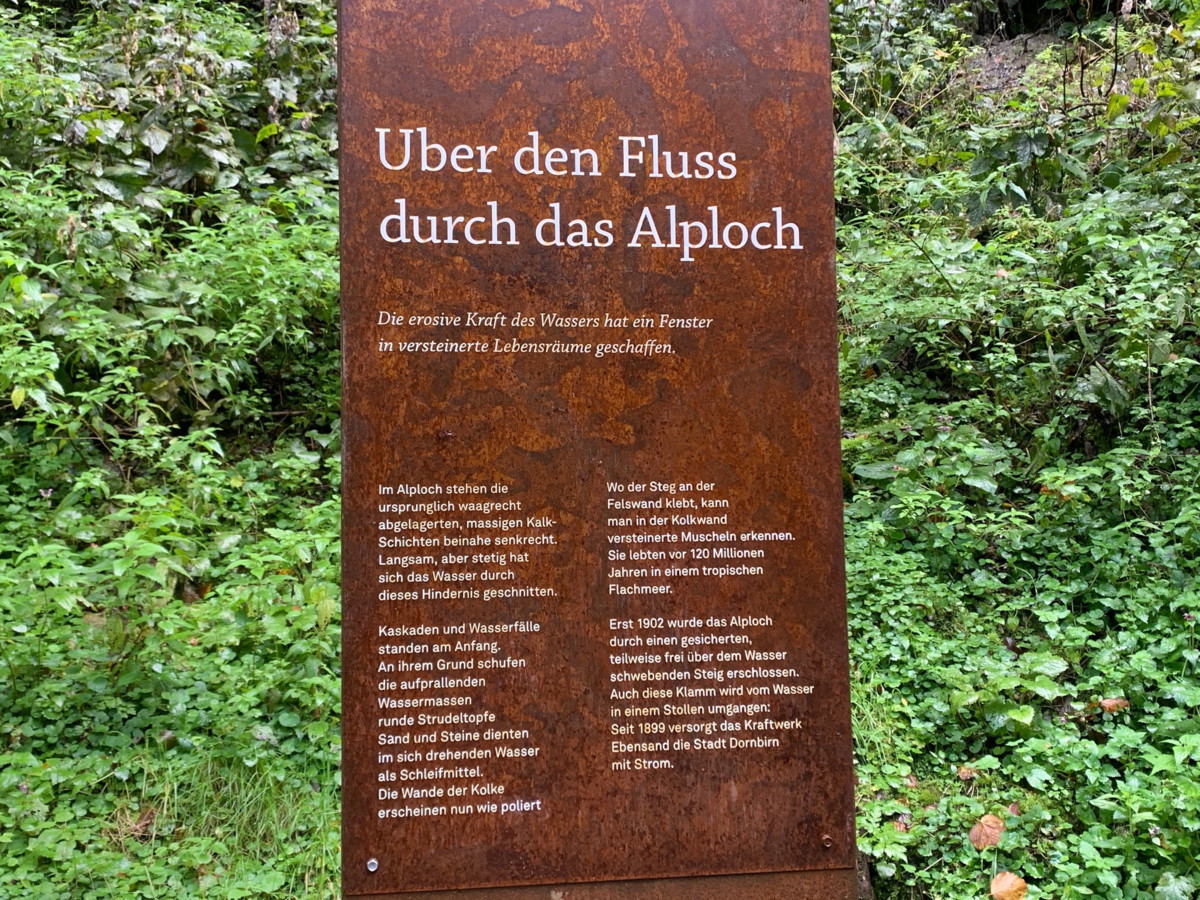 Uber den Fluss
durch das Alploch
Die erosive Kraft des Wassers hat ein Fenster
in versteinerte Lebensräume geschaffen.
Im Alploch stehen die
ursprunglich waagrecht
abgelagerten, massigen Kalk-
Schichten beinahe senkrecht.
Langsam, aber stetig hat
sich das Wasser durch
dieses Hindernis geschnitten.
Kaskaden und Wasserfälle
standen am Anfang.
An ihrem Grund schufen
die aufprallenden
Wassermassen
runde Strudeltopfe
Sand und Steine dienten
im sich drehenden Wasser
als Schleifmittel.
Die Wande der Kolke
erscheinen nun wie poliert
Wo der Steg an der
Felswand klebt, kann
man in der Kolkwand
versteinerte Muscheln erkennen.
Sie lebten vor 120 Millionen
Jahren in einem tropischen
Flachmeer.
Erst 1902 wurde das Alploch
durch einen gesicherten,
teilweise frei über dem Wasser
schwebenden Steig erschlossen.
Auch diese Klamm wird vom Wasser
in einem Stollen umgangen:
Seit 1899 versorgt das Kraftwerk
Ebensand die Stadt Dornbirn
mit Strom.